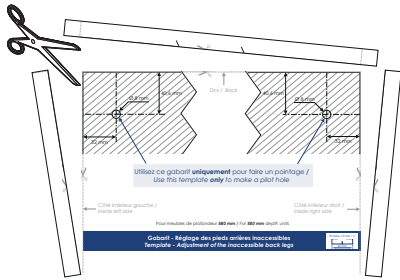 Dos / Back
40,6 mm
40,6 mm
Ø 8 mm
Ø 8 mm
32 mm
32 mm
Utilisez ce gabarit uniquement pour faire un pointage /
Use this template only to make a pilot hole
Côté intérieur gauche /
inside left side
Côté intérieur droit /
inside right side
Pour meubles de profondeur 580 mm / For 580 mm depth units
Gabarit - Réglage des pieds arrières inaccessibles
Template - Adjustment of the inaccessible back legs